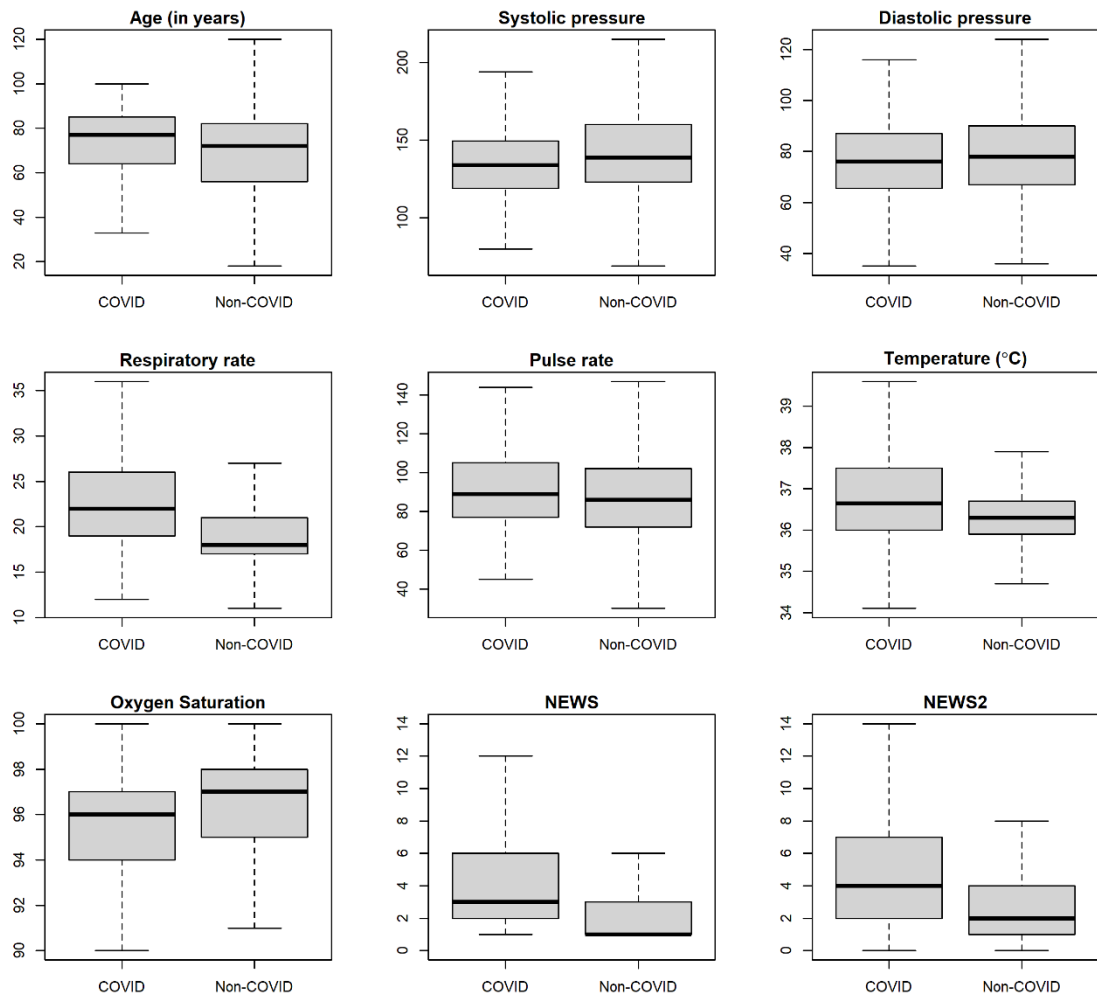 Age (in years)
120
100
80
60
40
20
COVID
Non-COVID
Systolic pressure
200
150
100
COVID
Non-COVID
Diastolic pressure
120
100
80
60
40
COVID
Non-COVID
Respiratory rate
35
30
25
20
15
10
COVID
Non-COVID
Pulse rate
140
120
100
80
60
40
COVID
Non-COVID
Temperature (°C)
39
38
37
36
35
34
COVID
Non-COVID
Oxygen Saturation
100
98
96
94
92
90
COVID
Non-COVID
NEWS
14
12
10
8
6
4
2
0
COVID
Non-COVID
NEWS2
14
12
10
8
6
4
2
0
COVID
Non-COVID